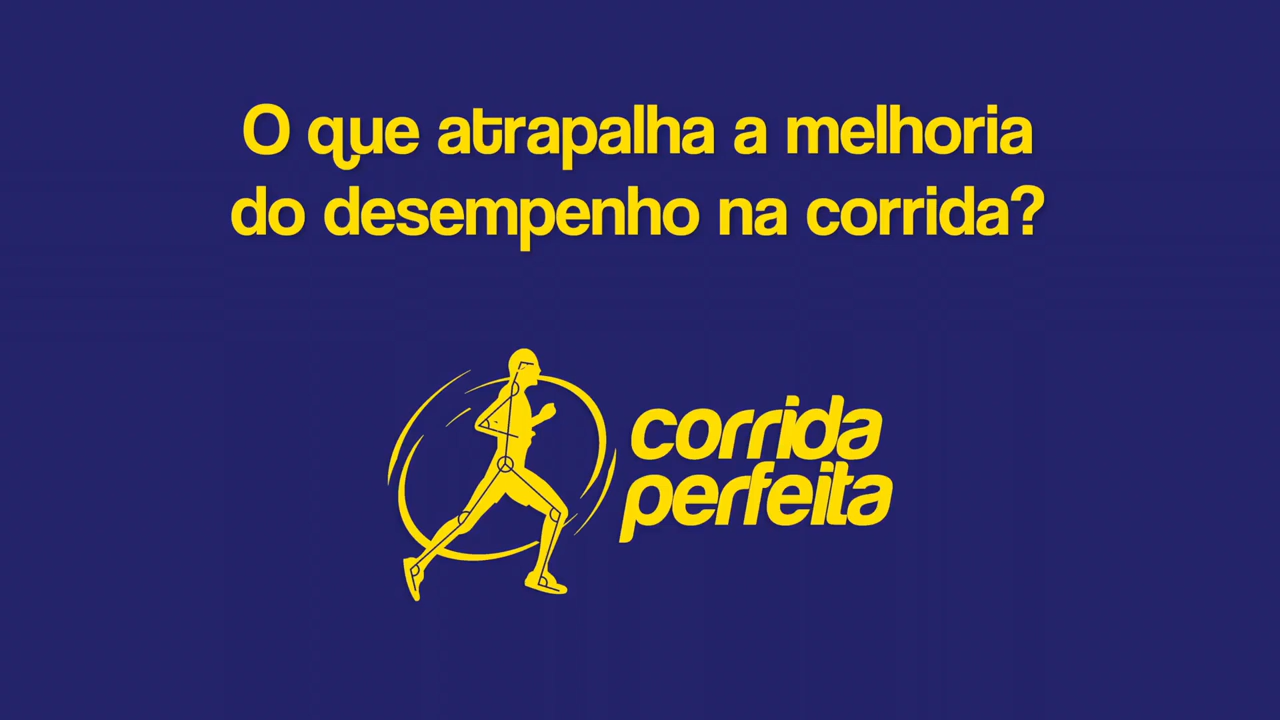 O que atrapalha a melhoria
do desempenho na corrida?
corrida
perfeita